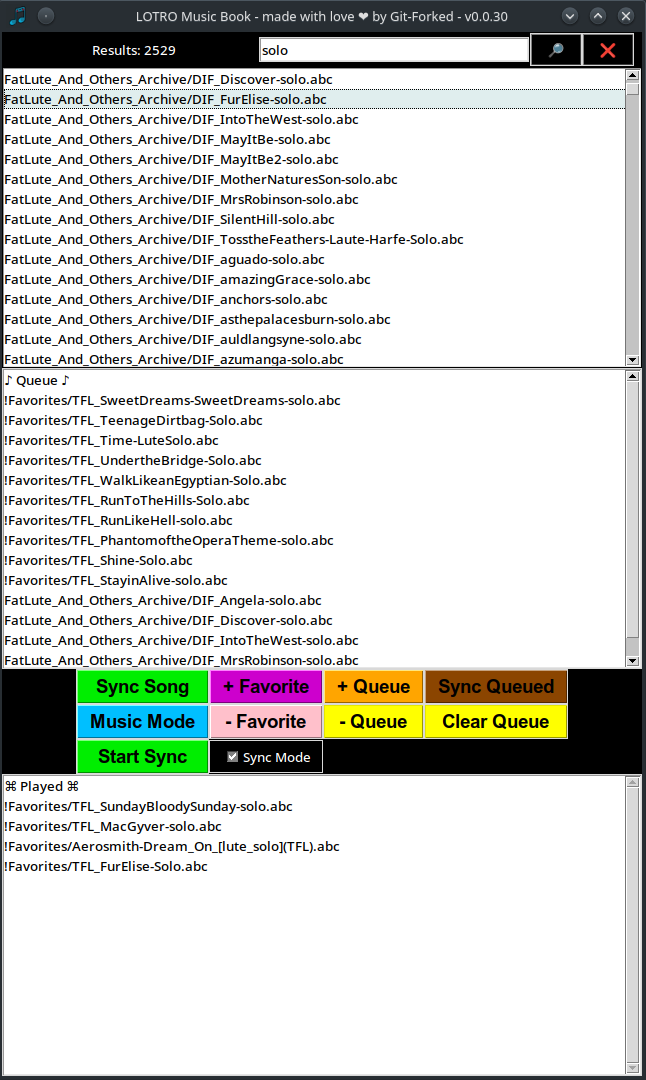 LOTRO Music Book - made with love ❤ by Git-Forked - v0.0.30
Results: 2529 solo
FatLute_And_Others_Archive/DIF_Discover-solo.abc
FatLute_And_Others_Archive/DIF_FurElise-solo.abc
FatLute_And_Others_Archive/DIF_IntoTheWest-solo.abc
FatLute_And_Others_Archive/DIF_MayItBe-solo.abc
FatLute_And_Others_Archive/DIF_MayItBe2-solo.abc
FatLute_And_Others_Archive/DIF_MotherNaturesSon-solo.abc
FatLute_And_Others_Archive/DIF_MrsRobinson-solo.abc
FatLute_And_Others_Archive/DIF_SilentHill-solo.abc
FatLute_And_Others_Archive/DIF_TosstheFeathers-Laute-Harfe-Solo.abc
FatLute_And_Others_Archive/DIF_aguado-solo.abc
FatLute_And_Others_Archive/DIF_amazingGrace-solo.abc
FatLute_And_Others_Archive/DIF_anchors-solo.abc
FatLute_And_Others_Archive/DIF_asthepalacesburn-solo.abc
FatLute_And_Others_Archive/DIF_auldlangsyne-solo.abc
FatLute_And_Others_Archive/DIF_azumanga-solo.abc
♪ Queue ♪
!Favorites/TFL_SweetDreams-SweetDreams-solo.abc
!Favorites/TFL_TeenageDirtbag-Solo.abc
!Favorites/TFL_Time-LuteSolo.abc
!Favorites/TFL_UndertheBridge-Solo.abc
!Favorites/TFL_WalkLikeanEgyptian-Solo.abc
!Favorites/TFL_RunToTheHills-Solo.abc
!Favorites/TFL_RunLikeHell-solo.abc
!Favorites/TFL_PhantomoftheOperaTheme-solo.abc
!Favorites/TFL_Shine-Solo.abc
!Favorites/TFL_StayinAlive-solo.abc
FatLute_And_Others_Archive/DIF_Angela-solo.abc
FatLute_And_Others_Archive/DIF_Discover-solo.abc
FatLute_And_Others_Archive/DIF_IntoTheWest-solo.abc
FatLute_And_Others_Archive/DIF_MrsRobinson-solo.abc
Sync Song + Favorite + Queue Sync Queued
Music Mode - Favorite - Queue Clear Queue
Start Sync Sync Mode
⌘ Played ⌘
!Favorites/TFL_SundayBloodySunday-solo.abc
!Favorites/TFL_MacGyver-solo.abc
!Favorites/Aerosmith-Dream_On_[lute_solo](TFL).abc
!Favorites/TFL_FurElise-Solo.abc